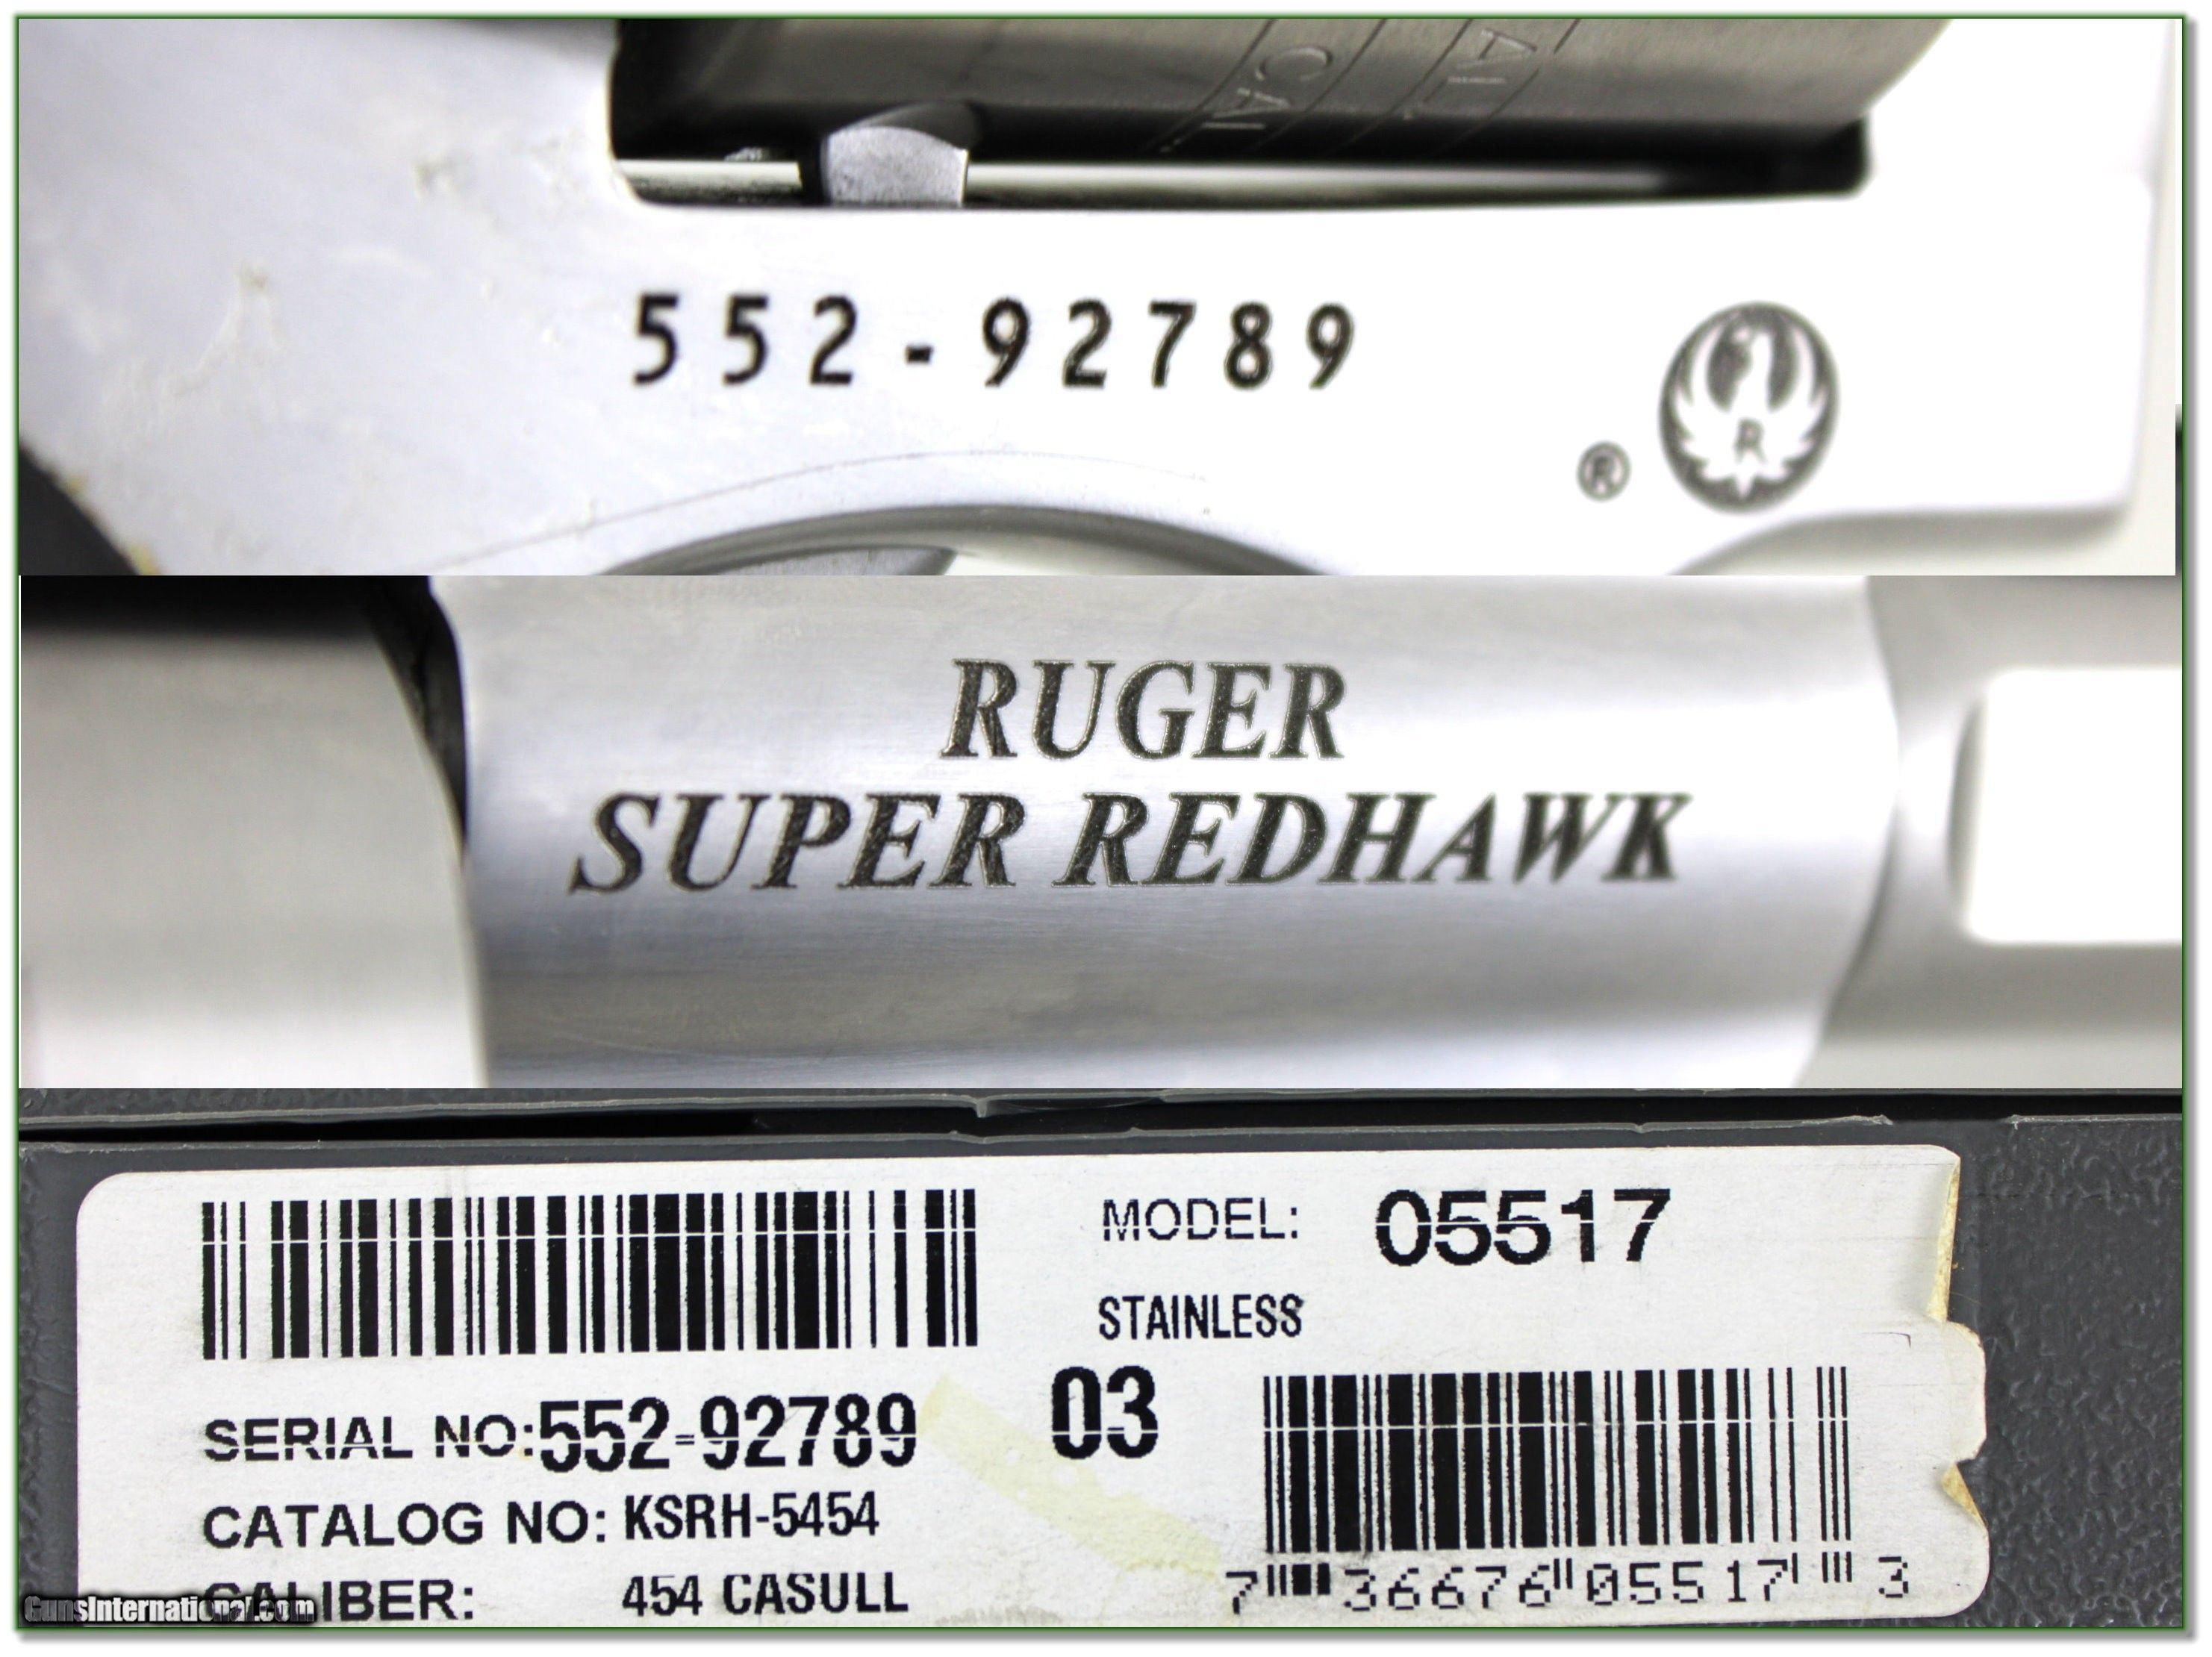 CAL
552-92789
R
®
RUGER
SUPER REDHAWK
MODEL: 05517
STAINLESS
SERIAL NO:552-92789
03
CATALOG NO: KSRH-5454
CALIBER: 454 CASULL
7 36676 05517 3
GunsInternational.com